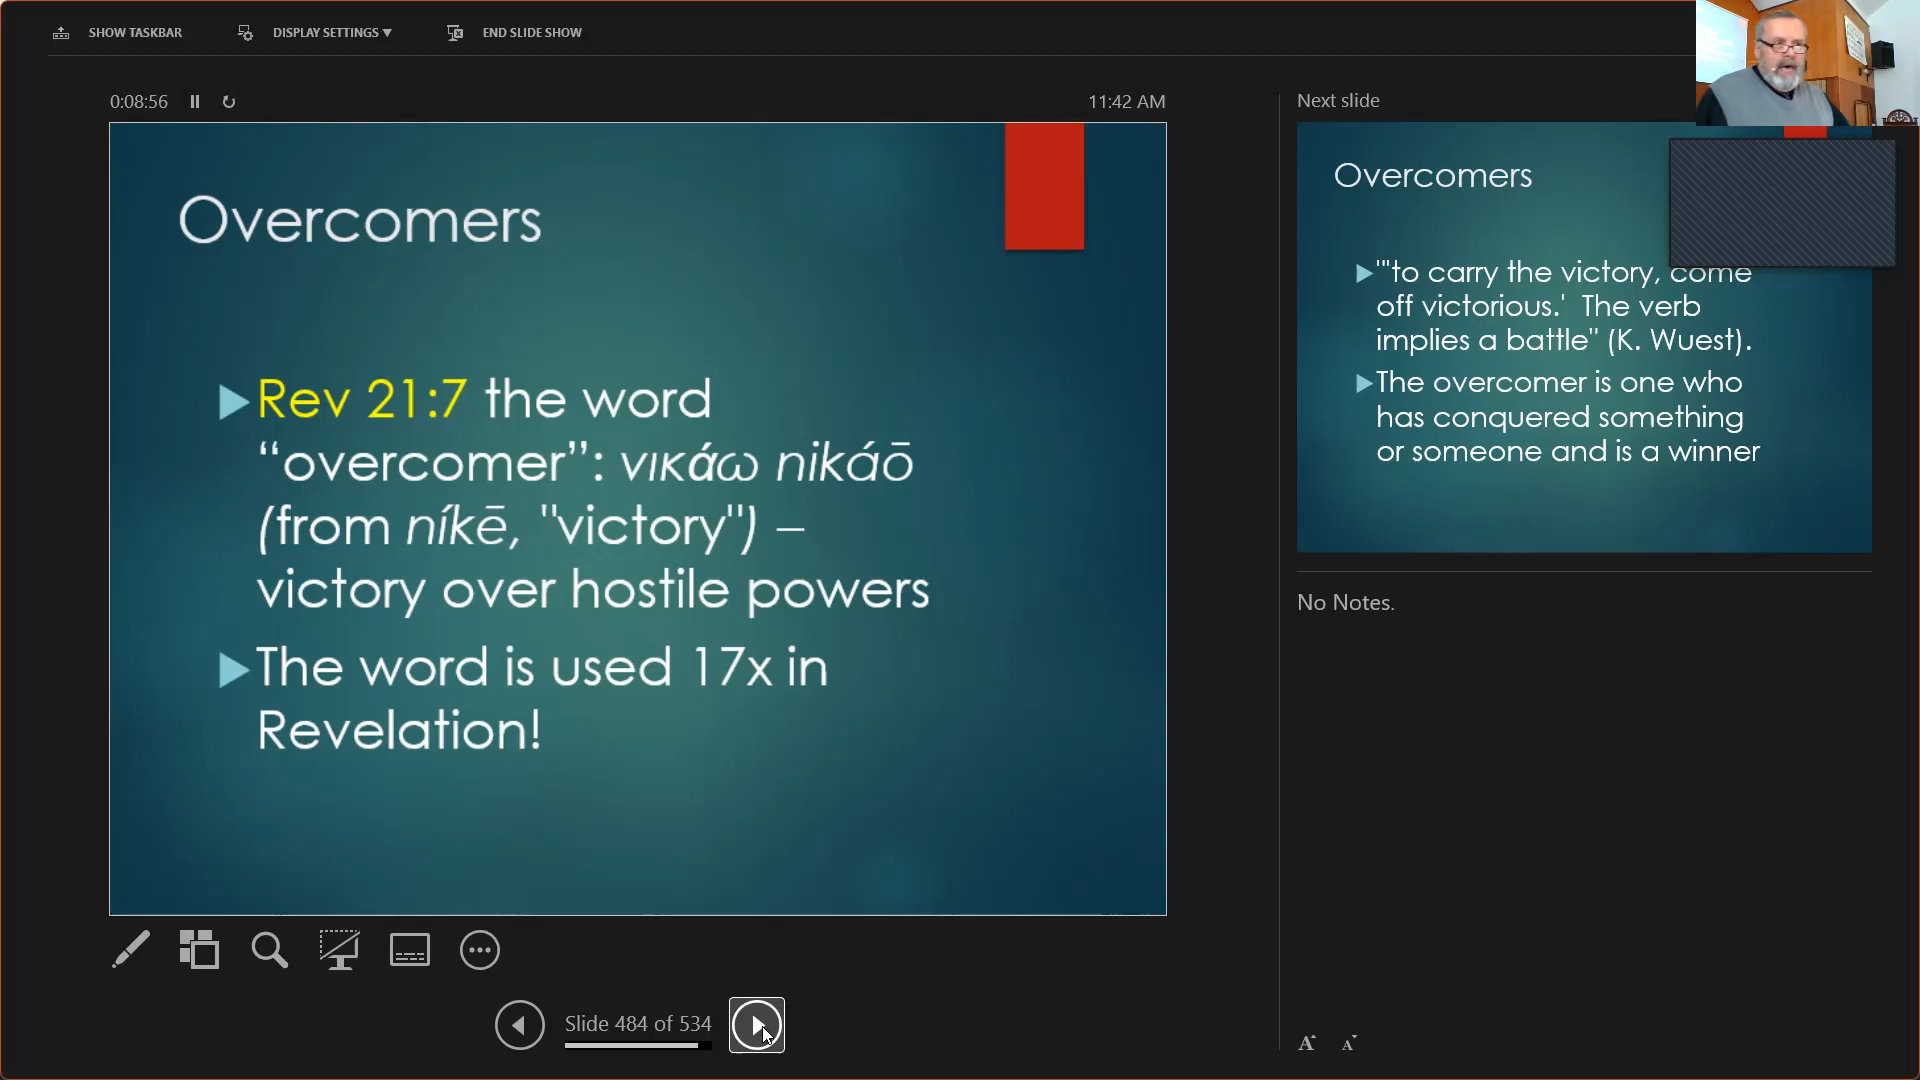 SHOW TASKBAR
DISPLAY SETTINGS ▼
END SLIDE SHOW
0:08:56
11:42 AM
Overcomers
Rev 21:7 the word
“overcomer”: νικάω nikáō
(from níkē, "victory") –
victory over hostile powers
The word is used 17x in
Revelation!
Slide 484 of 534
Next slide
Overcomers
"'to carry the victory, come
off victorious.' The verb
implies a battle" (K. Wuest).
The overcomer is one who
has conquered something
or someone and is a winner
No Notes.
A A